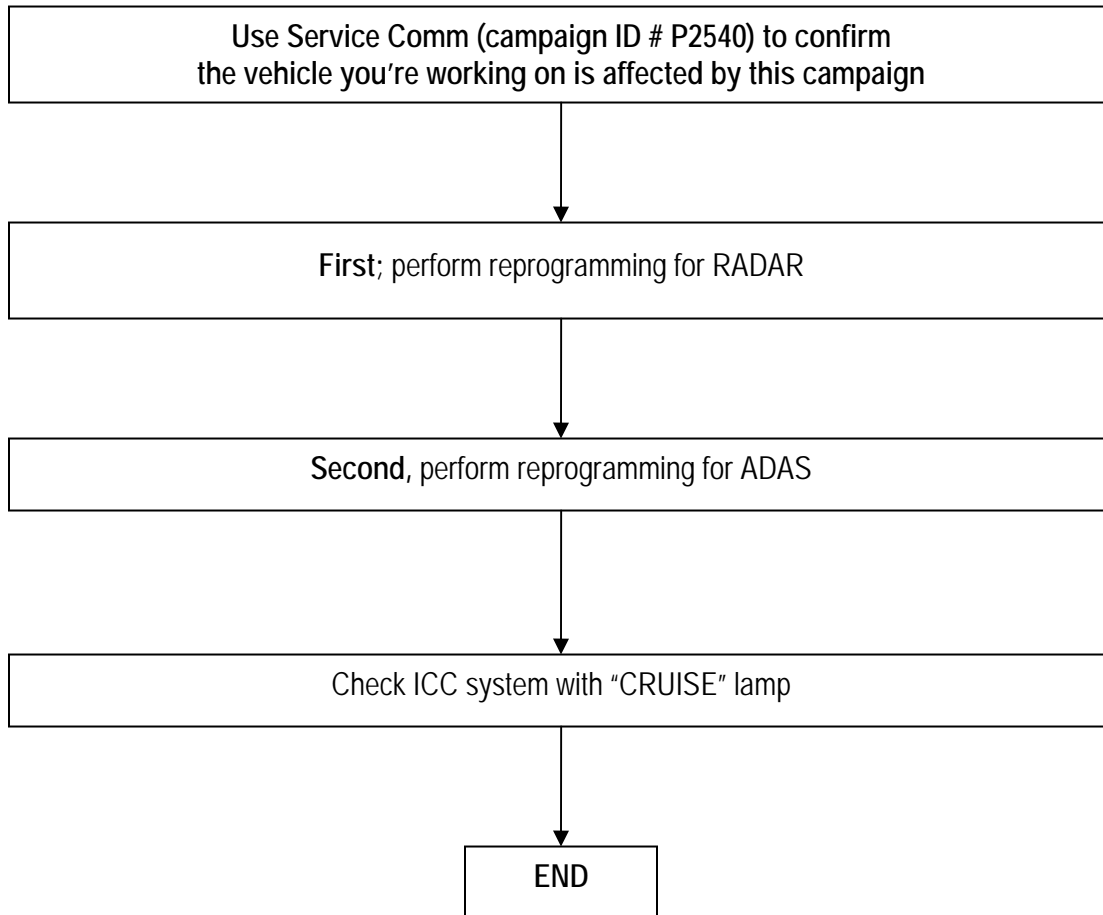 Use Service Comm (campaign ID # P2540) to confirm
the vehicle you're working on is affected by this campaign
First; perform reprogramming for RADAR
Second, perform reprogramming for ADAS
Check ICC system with “CRUISE” lamp
END